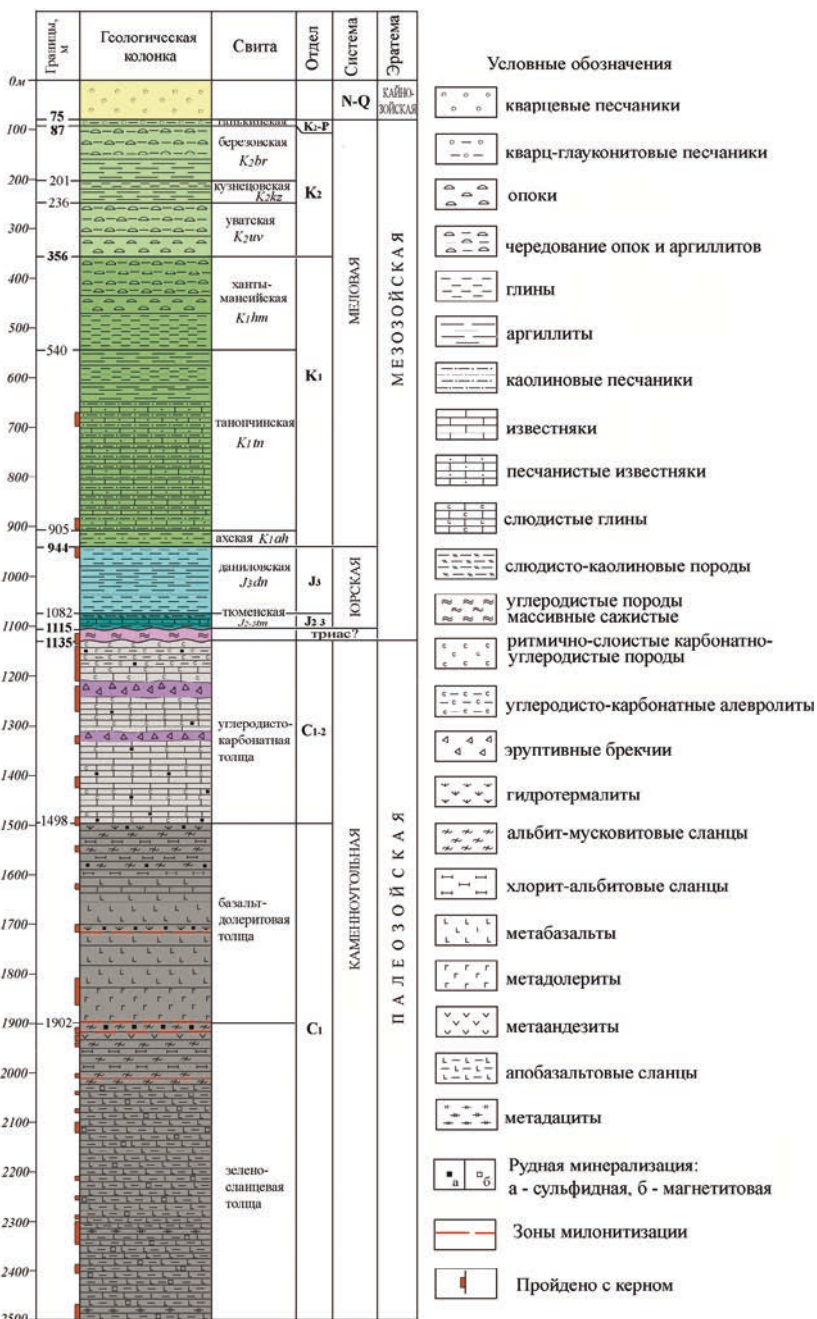 Границы,
м
Геологическая
колонка
Свита
Отдел
Система
Эратема
0м
75
87
100
200
201
236
300
356
400
500
540
600
700
800
900
905
944
1000
1082
1100
1115
1135
1200
1300
1400
1498
1500
1600
1700
1800
1900
1902
2000
2100
2200
2300
2400
2500
ганькинская
березовская
K2br
кузнецовская
K2kz
уватская
K2uv
ханты-
мансийская
K1hm
танопчинская
K1tn
ахская K1ah
даниловская
J3dn
тюменская
J2-3tm
триас?
углеродисто-
карбонатная
толща
базальт-
долеритовая
толща
зелено-
сланцевая
толща
K2-P
K2
K1
J3
J2-3
C1-2
C1
N-Q
МЕЛОВАЯ
ЮРСКАЯ
КАМЕННОУГОЛЬНАЯ
КАЙНО-
ЗОЙСКАЯ
МЕЗОЗОЙСКАЯ
ПАЛЕОЗОЙСКАЯ
Условные обозначения
кварцевые песчаники
кварц-глауконитовые песчаники
опоки
чередование опок и аргиллитов
глины
аргиллиты
каолиновые песчаники
известняки
песчанистые известняки
слюдистые глины
слюдисто-каолиновые породы
углеродистые породы
массивные сажистые
ритмично-слоистые карбонатно-
углеродистые породы
углеродисто-карбонатные алевролиты
эруптивные брекчии
гидротермалиты
альбит-мусковитовые сланцы
хлорит-альбитовые сланцы
метабазальты
метадолериты
метаандезиты
апобазальтовые сланцы
метадациты
а б
Рудная минерализация:
а - сульфидная, б - магнетитовая
Зоны милонитизации
Пройдено с керном